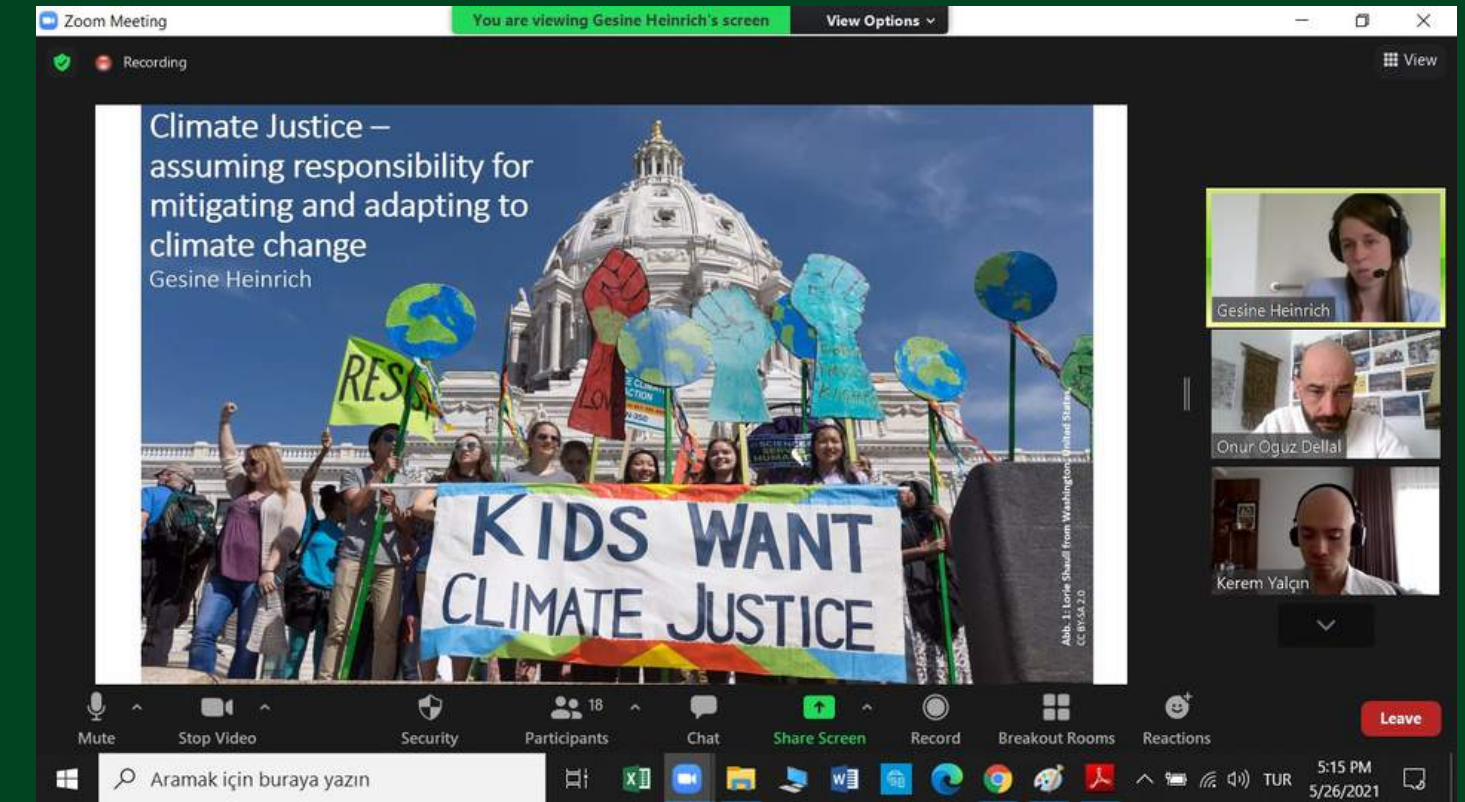 Zoom Meeting
You are viewing Gesine Heinrich's screen
View Options
Recording
View
Climate Justice –
assuming responsibility for
mitigating and adapting to
climate change
Gesine Heinrich
RESIS
LOVE
KIDS WANT
CLIMATE JUSTICE
Abb. 1: Lorie Shaull from Washington, United States
CC BY-SA 2.0
Gesine Heinrich
Onur Oguz Dellal
Kerem Yalçın
18
Mute
Stop Video
Security
Participants
Chat
Share Screen
Record
Breakout Rooms
Reactions
Leave
Aramak için buraya yazın
TUR
5:15 PM
5/26/2021